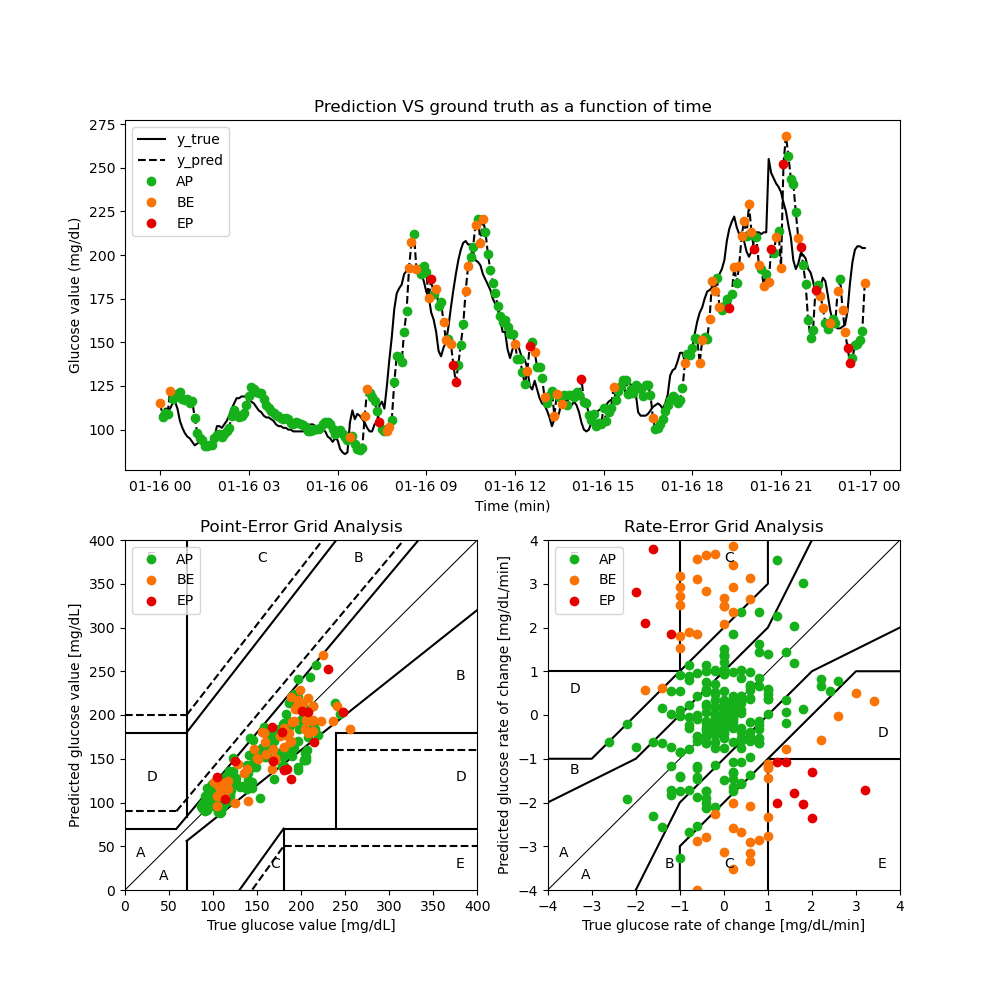 Prediction VS ground truth as a function of time
275
250
225
200
175
150
125
100
Glucose value (mg/dL)
y_true
y_pred
AP
BE
EP
01-16 00 01-16 03 01-16 06 01-16 09 01-16 12 01-16 15 01-16 18 01-16 21 01-17 00
Time (min)
Point-Error Grid Analysis
400
350
300
250
200
150
100
50
0
Predicted glucose value [mg/dL]
AP
BE
EP
C B
B
D D
A
A C E
0 50 100 150 200 250 300 350 400
True glucose value [mg/dL]
Rate-Error Grid Analysis
4
3
2
1
0
−1
−2
−3
−4
Predicted glucose rate of change [mg/dL/min]
AP
BE
EP
C
D
D
B
A
A B C E
−4 −3 −2 −1 0 1 2 3 4
True glucose rate of change [mg/dL/min]